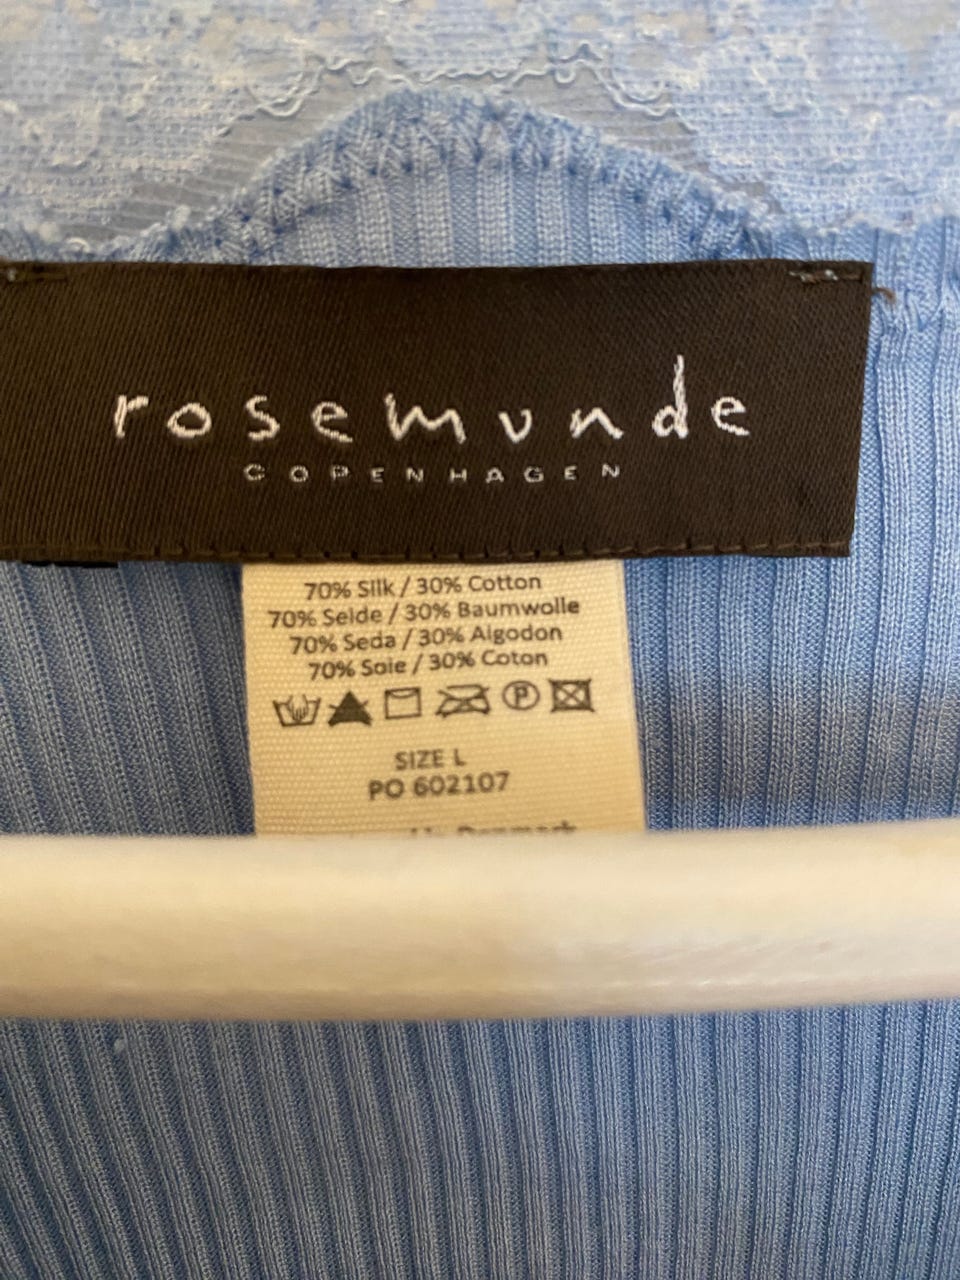 rosemunde
COPENHAGEN
70% Silk / 30% Cotton
70% Seide / 30% Baumwolle
70% Seda / 30% Algodon
70% Soie / 30% Coton
P
SIZE L
PO 602107
Denmark